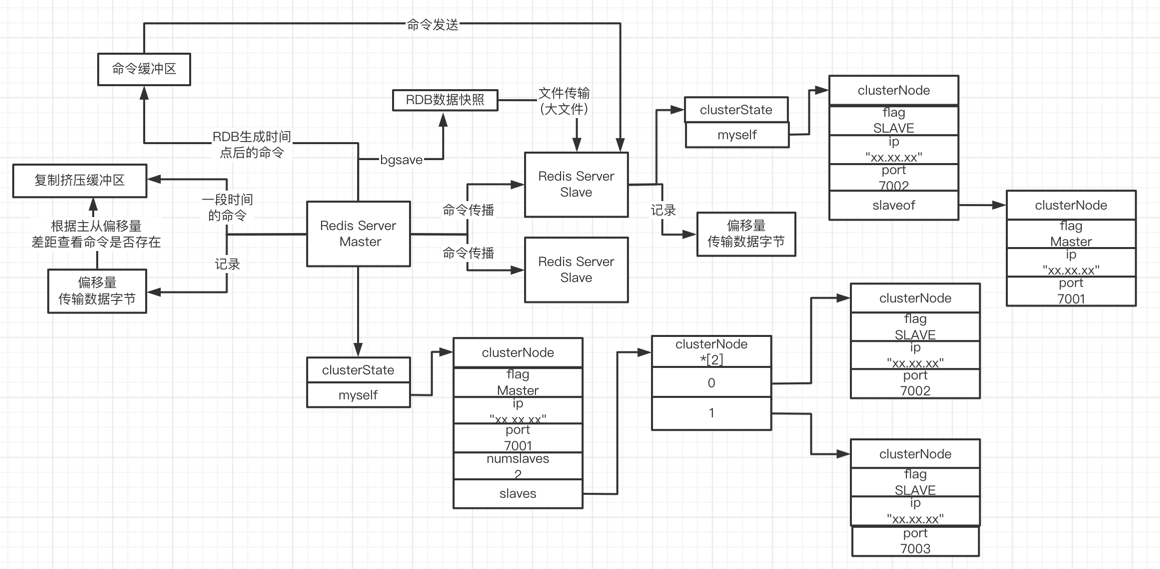 命令发送
命令缓冲区
RDB数据快照
文件传输
(大文件)
RDB生成时间
点后的命令
bgsave
复制挤压缓冲区
一段时间
的命令
根据主从偏移量
差距查看命令是否存在
记录
偏移量
传输数据字节
Redis Server
Master
命令传播
命令传播
Redis Server
Slave
Redis Server
Slave
记录
偏移量
传输数据字节
clusterState
myself
clusterNode
flag
SLAVE
ip
"xx.xx.xx"
port
7002
slaveof
clusterNode
flag
Master
ip
"xx.xx.xx"
port
7001
clusterState
myself
clusterNode
flag
Master
ip
"xx.xx.xx"
port
7001
numslaves
2
slaves
clusterNode
*[2]
0
1
clusterNode
flag
SLAVE
ip
"xx.xx.xx"
port
7002
clusterNode
flag
SLAVE
ip
"xx.xx.xx"
port
7003